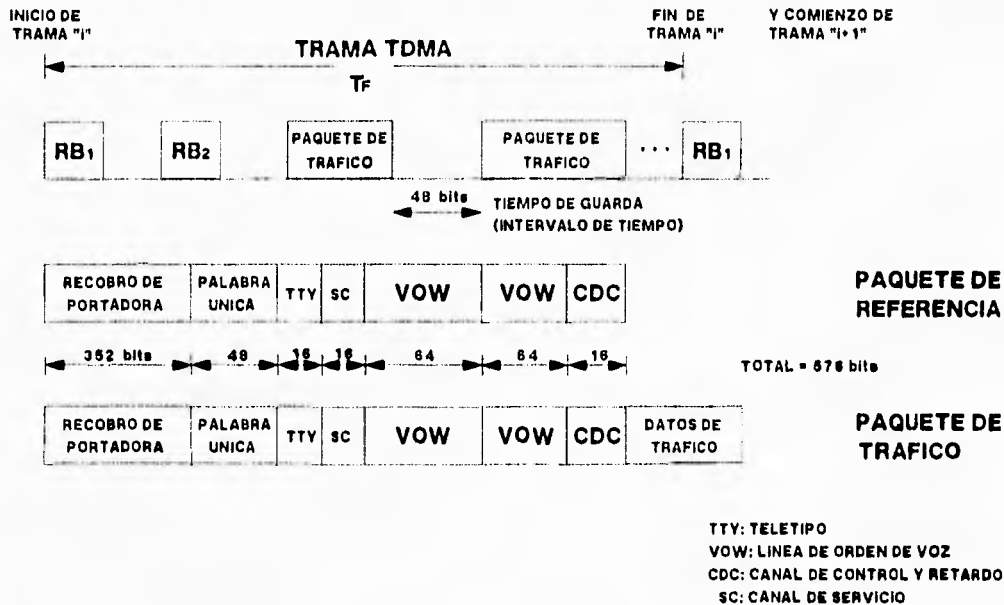 INICIO DE
TRAMA "i"
FIN DE
TRAMA "i"
Y COMIENZO DE
TRAMA "i+1"
TRAMA TDMA
TF
RB1
RB2
PAQUETE DE
TRAFICO
PAQUETE DE
TRAFICO
...
RB1
48 bits
TIEMPO DE GUARDA
(INTERVALO DE TIEMPO)
RECOBRO DE
PORTADORA
PALABRA
UNICA
TTY
SC
VOW
VOW
CDC
PAQUETE DE
REFERENCIA
352 bits
48
16
16
64
64
16
TOTAL = 576 bits
RECOBRO DE
PORTADORA
PALABRA
UNICA
TTY
SC
VOW
VOW
CDC
DATOS DE
TRAFICO
PAQUETE DE
TRAFICO
TTY: TELETIPO
VOW: LINEA DE ORDEN DE VOZ
CDC: CANAL DE CONTROL Y RETARDO
SC: CANAL DE SERVICIO